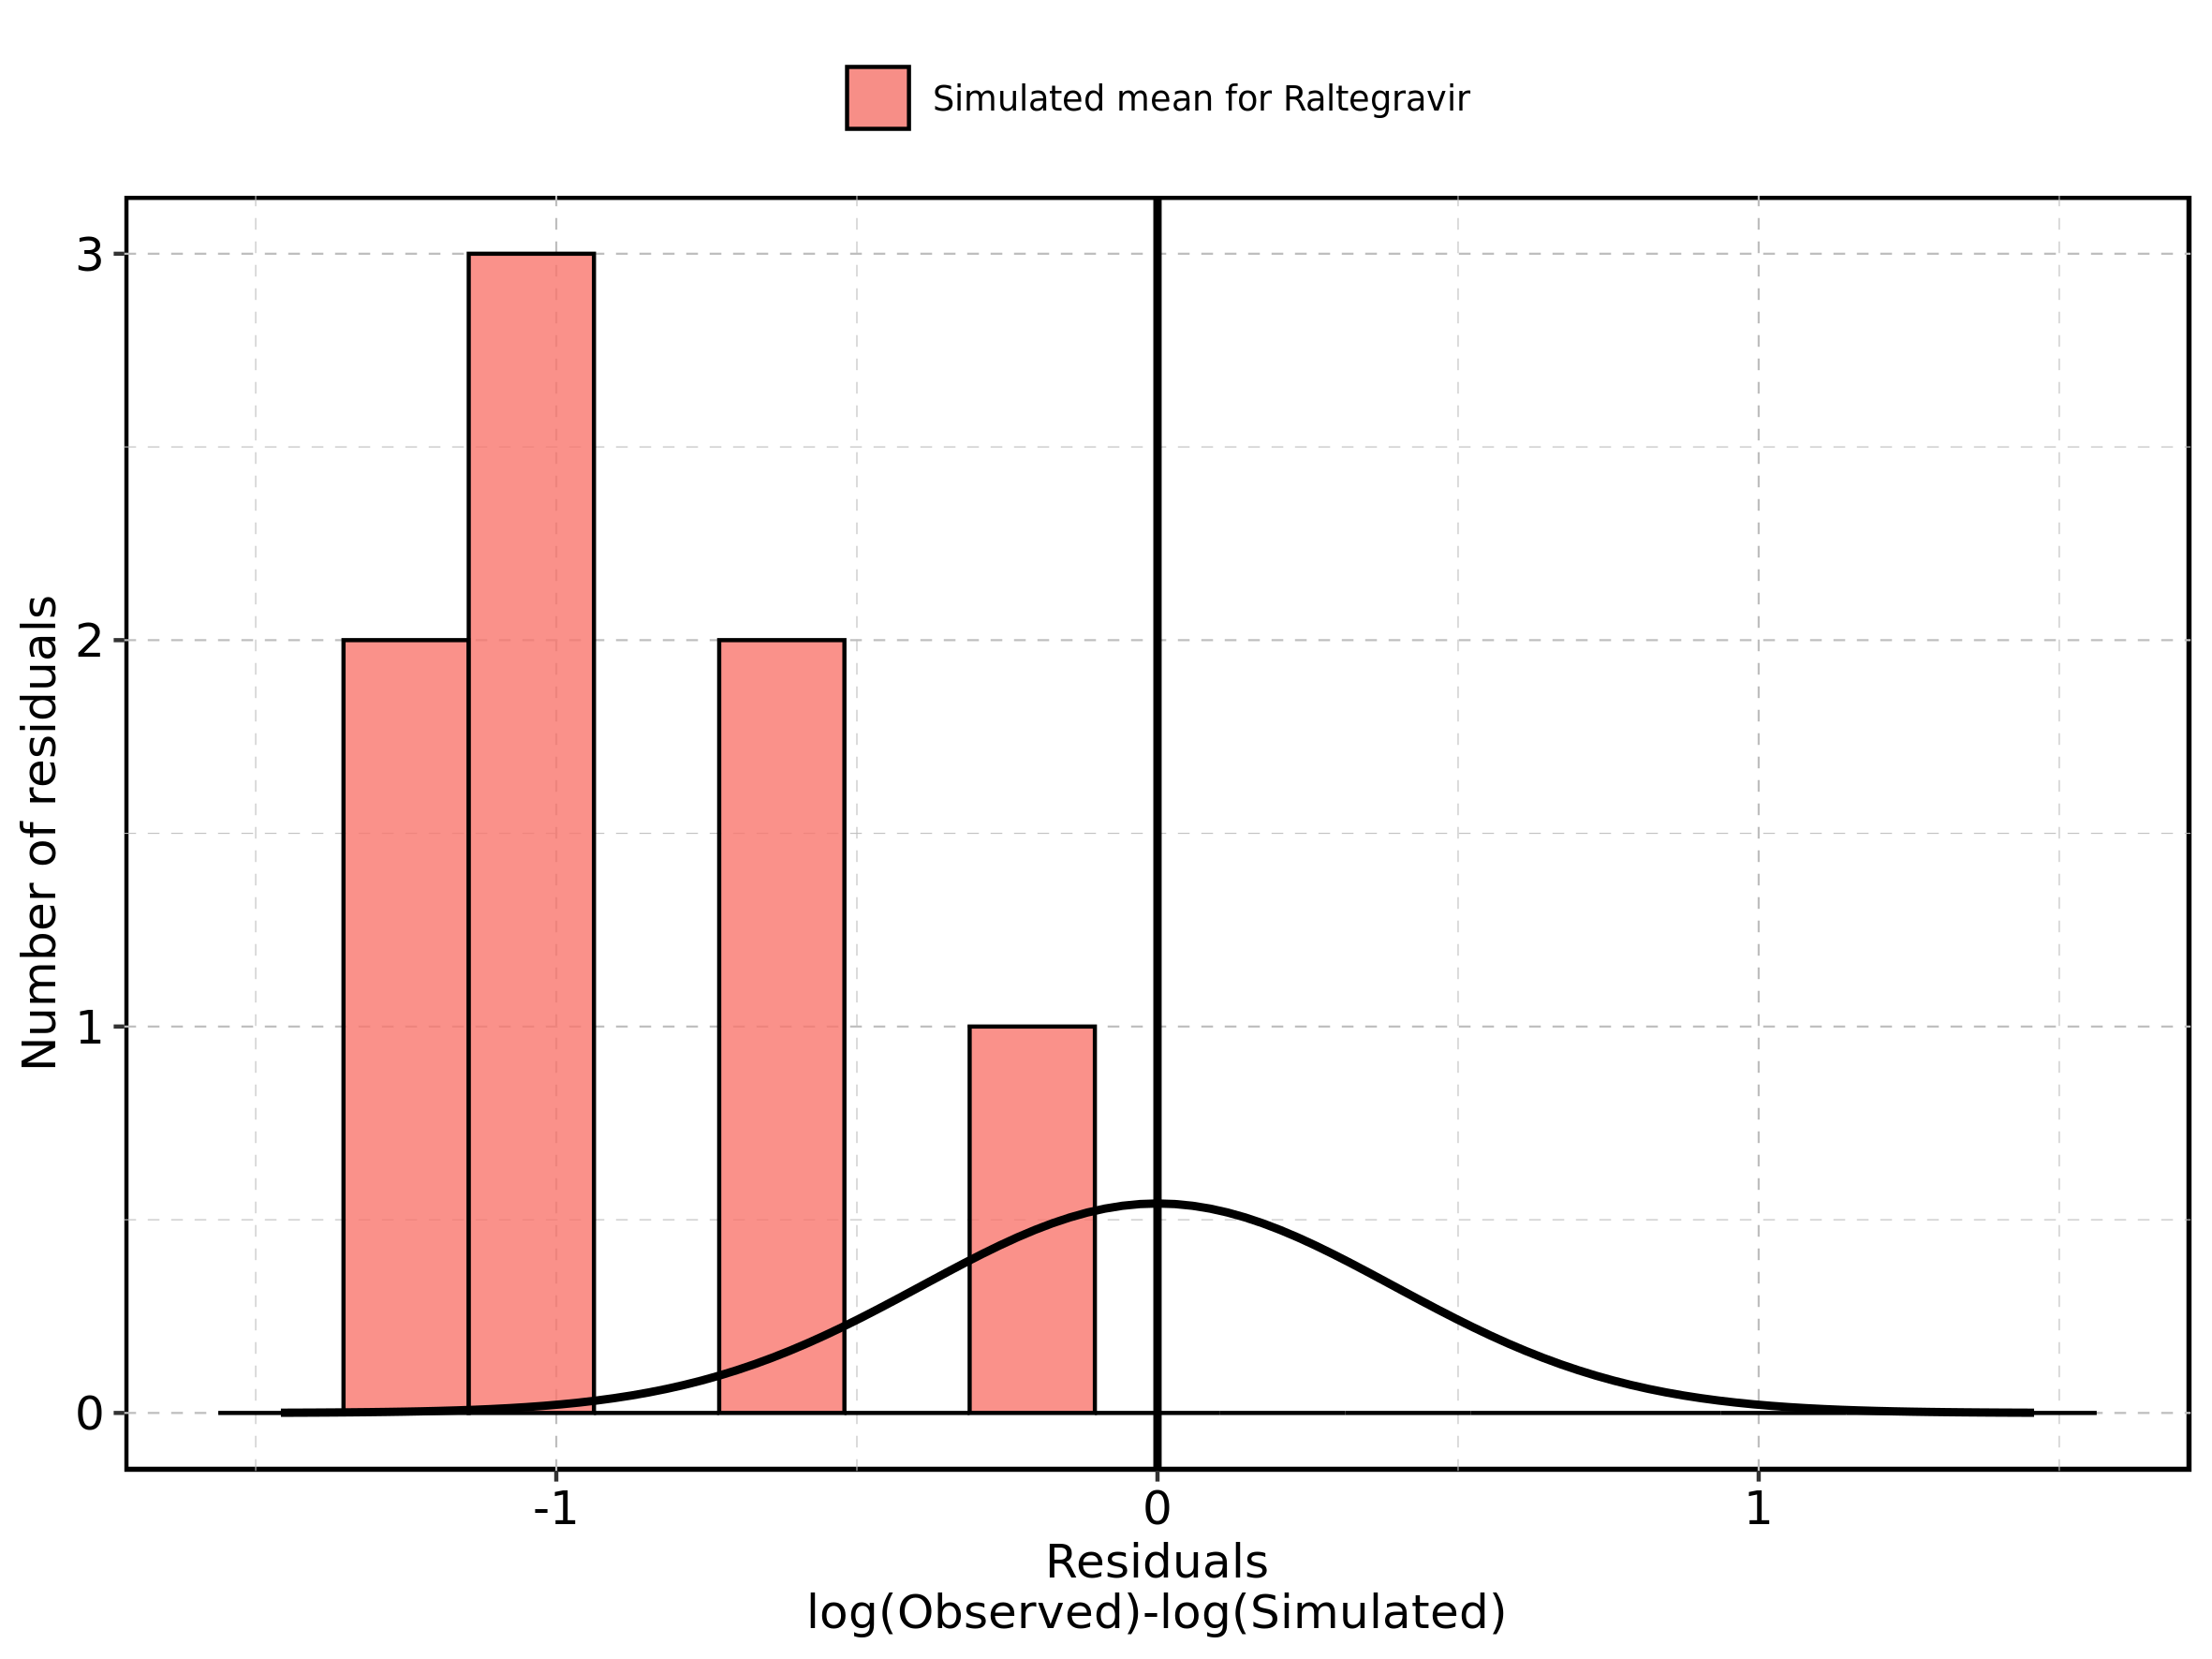 Simulated mean for Raltegravir
Number of residuals
3
2
1
0
-1
0
1
Residuals
log(Observed)-log(Simulated)